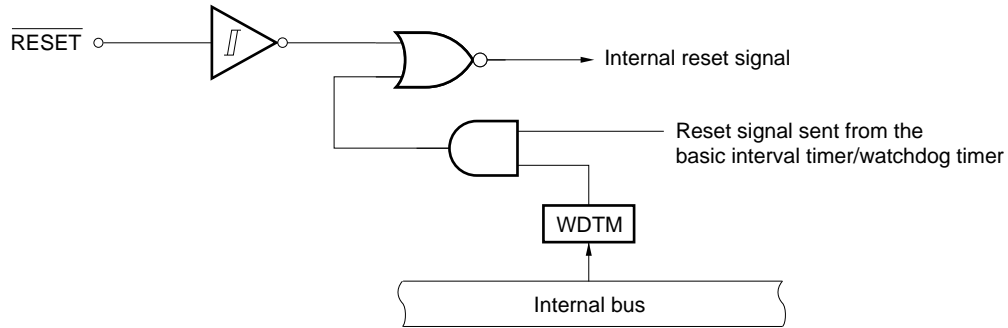 RESET
Internal reset signal
Reset signal sent from the
basic interval timer/watchdog timer
WDTM
Internal bus